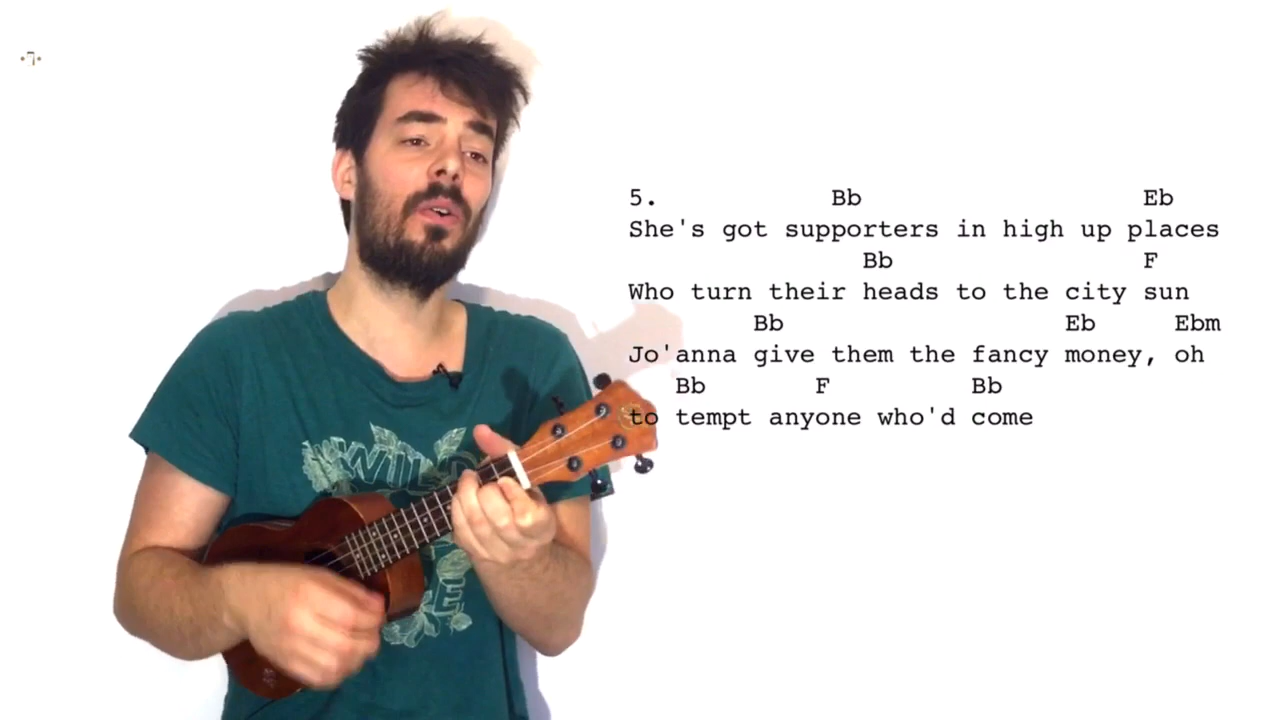 5. Bb Eb
She's got supporters in high up places
Bb F
Who turn their heads to the city sun
Bb Eb Ebm
Jo'anna give them the fancy money, oh
Bb F Bb
to tempt anyone who'd come
WILD